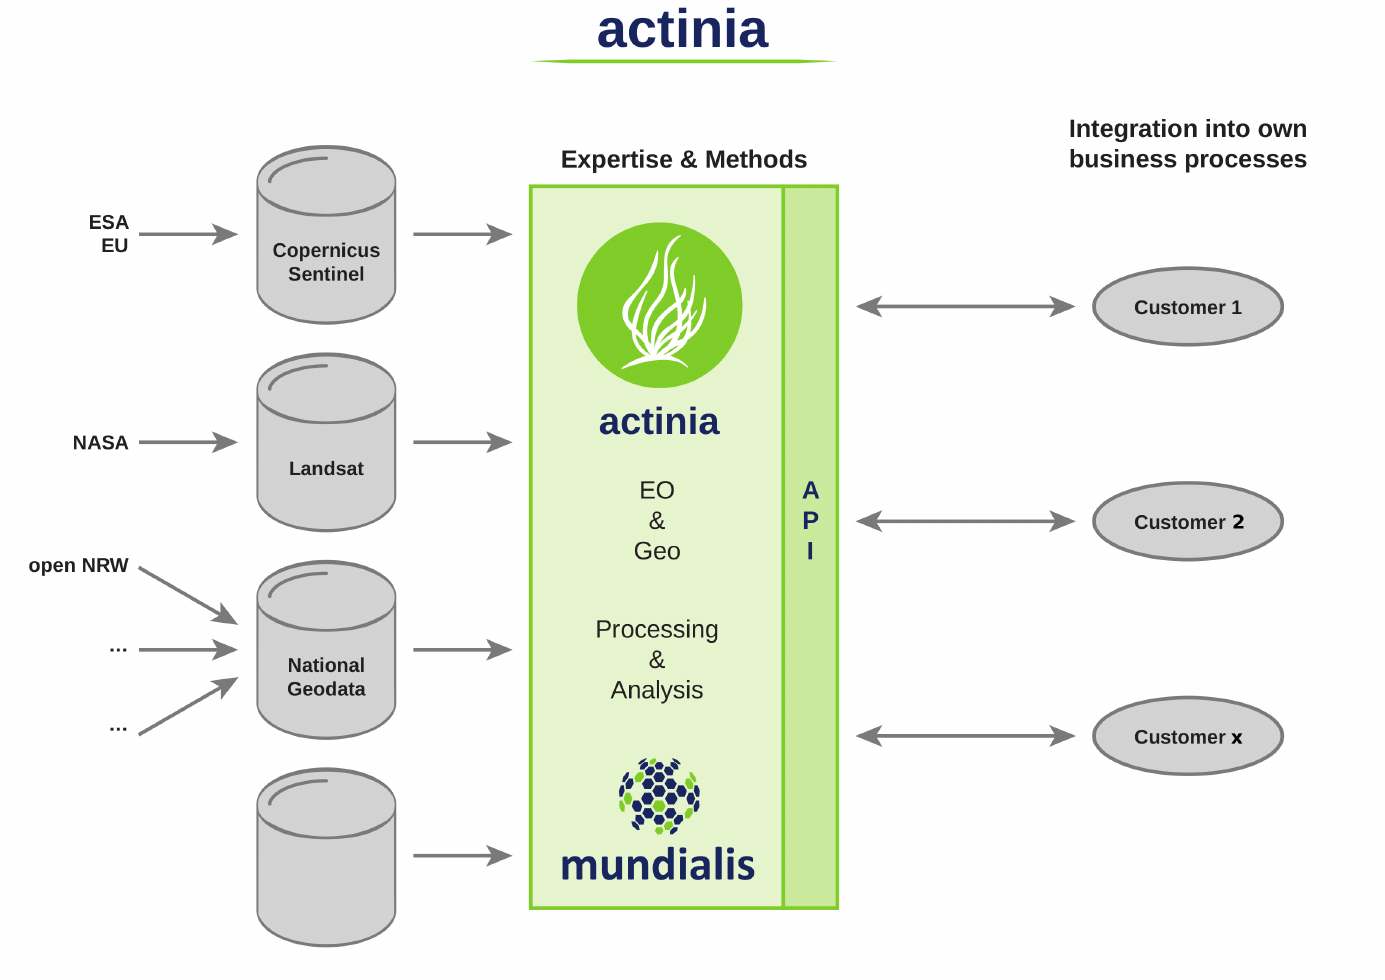 actinia
Integration into own
business processes
Expertise & Methods
ESA
EU
Copernicus
Sentinel
NASA
Landsat
open NRW
...
...
National
Geodata
actinia
EO
&
Geo
Processing
&
Analysis
mundialis
A
P
I
Customer 1
Customer 2
Customer x